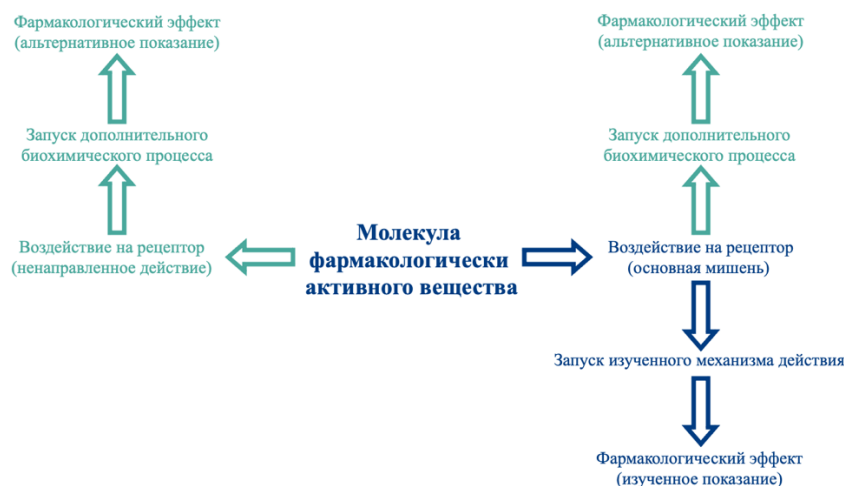 Фармакологический эффект
(альтернативное показание)
Фармакологический эффект
(альтернативное показание)
Запуск дополнительного
биохимического процесса
Запуск дополнительного
биохимического процесса
Воздействие на рецептор
(ненаправленное действие)
Молекула
фармакологически
активного вещества
Воздействие на рецептор
(основная мишень)
Запуск изученного механизма действия
Фармакологический эффект
(изученное показание)